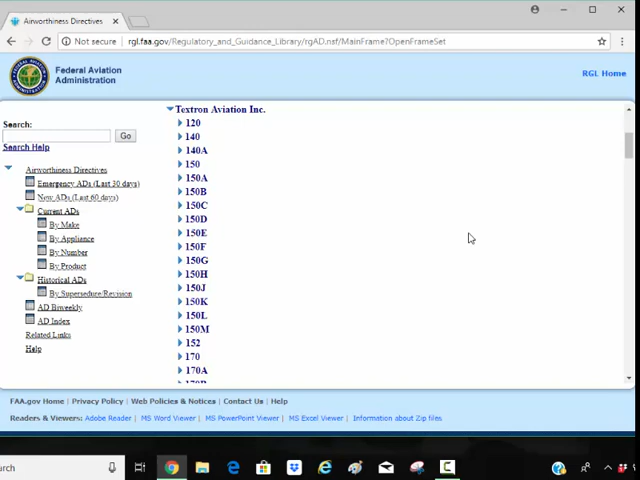 Airworthiness Directives
Not secure | rgl.faa.gov/Regulatory_and_Guidance_Library/rgAD.nsf/MainFrame?OpenFrameSet
Federal Aviation
Administration
RGL Home
Search:
Go
Search Help
Airworthiness Directives
Emergency ADs (Last 30 days)
New ADs (Last 60 days)
Current ADs
By Make
By Appliance
By Number
By Product
Historical ADs
By Supersedure/Revision
AD Biweekly
AD Index
Related Links
Help
Textron Aviation Inc.
120
140
140A
150
150A
150B
150C
150D
150E
150F
150G
150H
150J
150K
150L
150M
152
170
170A
170B
FAA.gov Home | Privacy Policy | Web Policies & Notices | Contact Us | Help
Readers & Viewers: Adobe Reader | MS Word Viewer | MS PowerPoint Viewer | MS Excel Viewer | Information about Zip files
rch